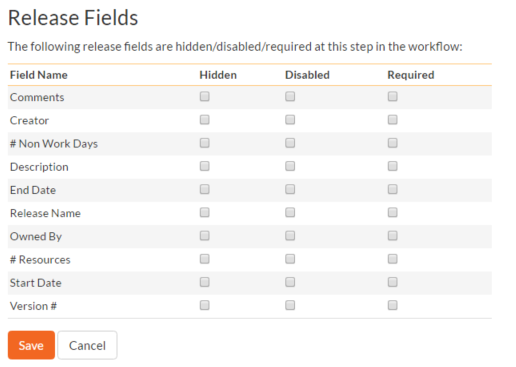 Release Fields
The following release fields are hidden/disabled/required at this step in the workflow:
Field Name Hidden Disabled Required
Comments
Creator
# Non Work Days
Description
End Date
Release Name
Owned By
# Resources
Start Date
Version #
Save Cancel